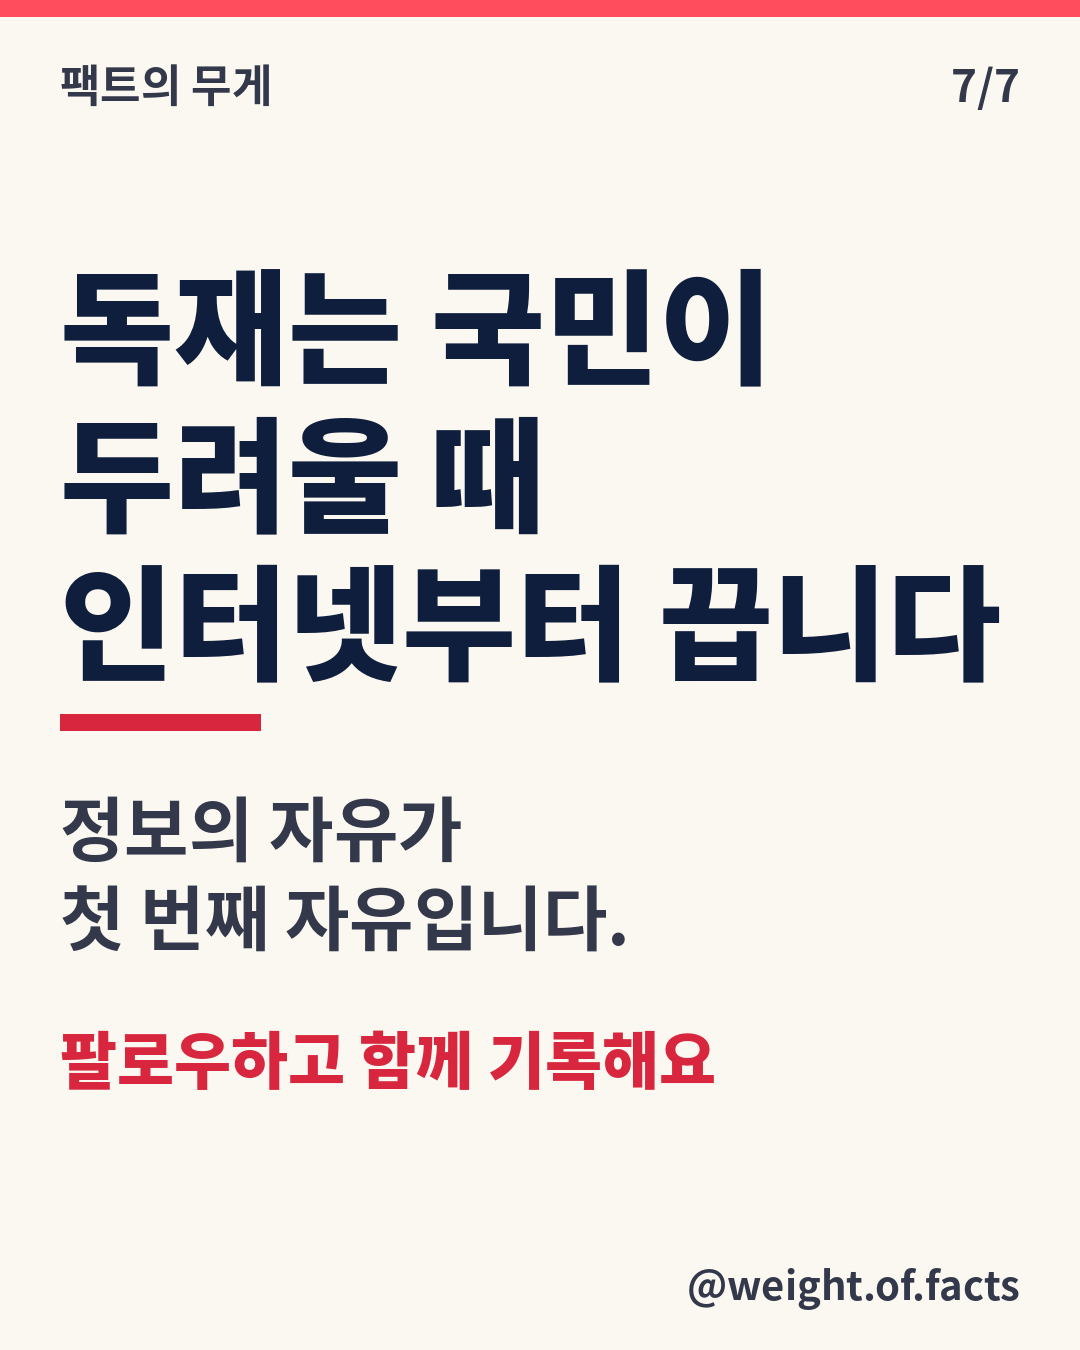 팩트의 무게
7/7
독재는 국민이
두려울 때
인터넷부터 끕니다
정보의 자유가
첫 번째 자유입니다.
팔로우하고 함께 기록해요
@weight.of.facts